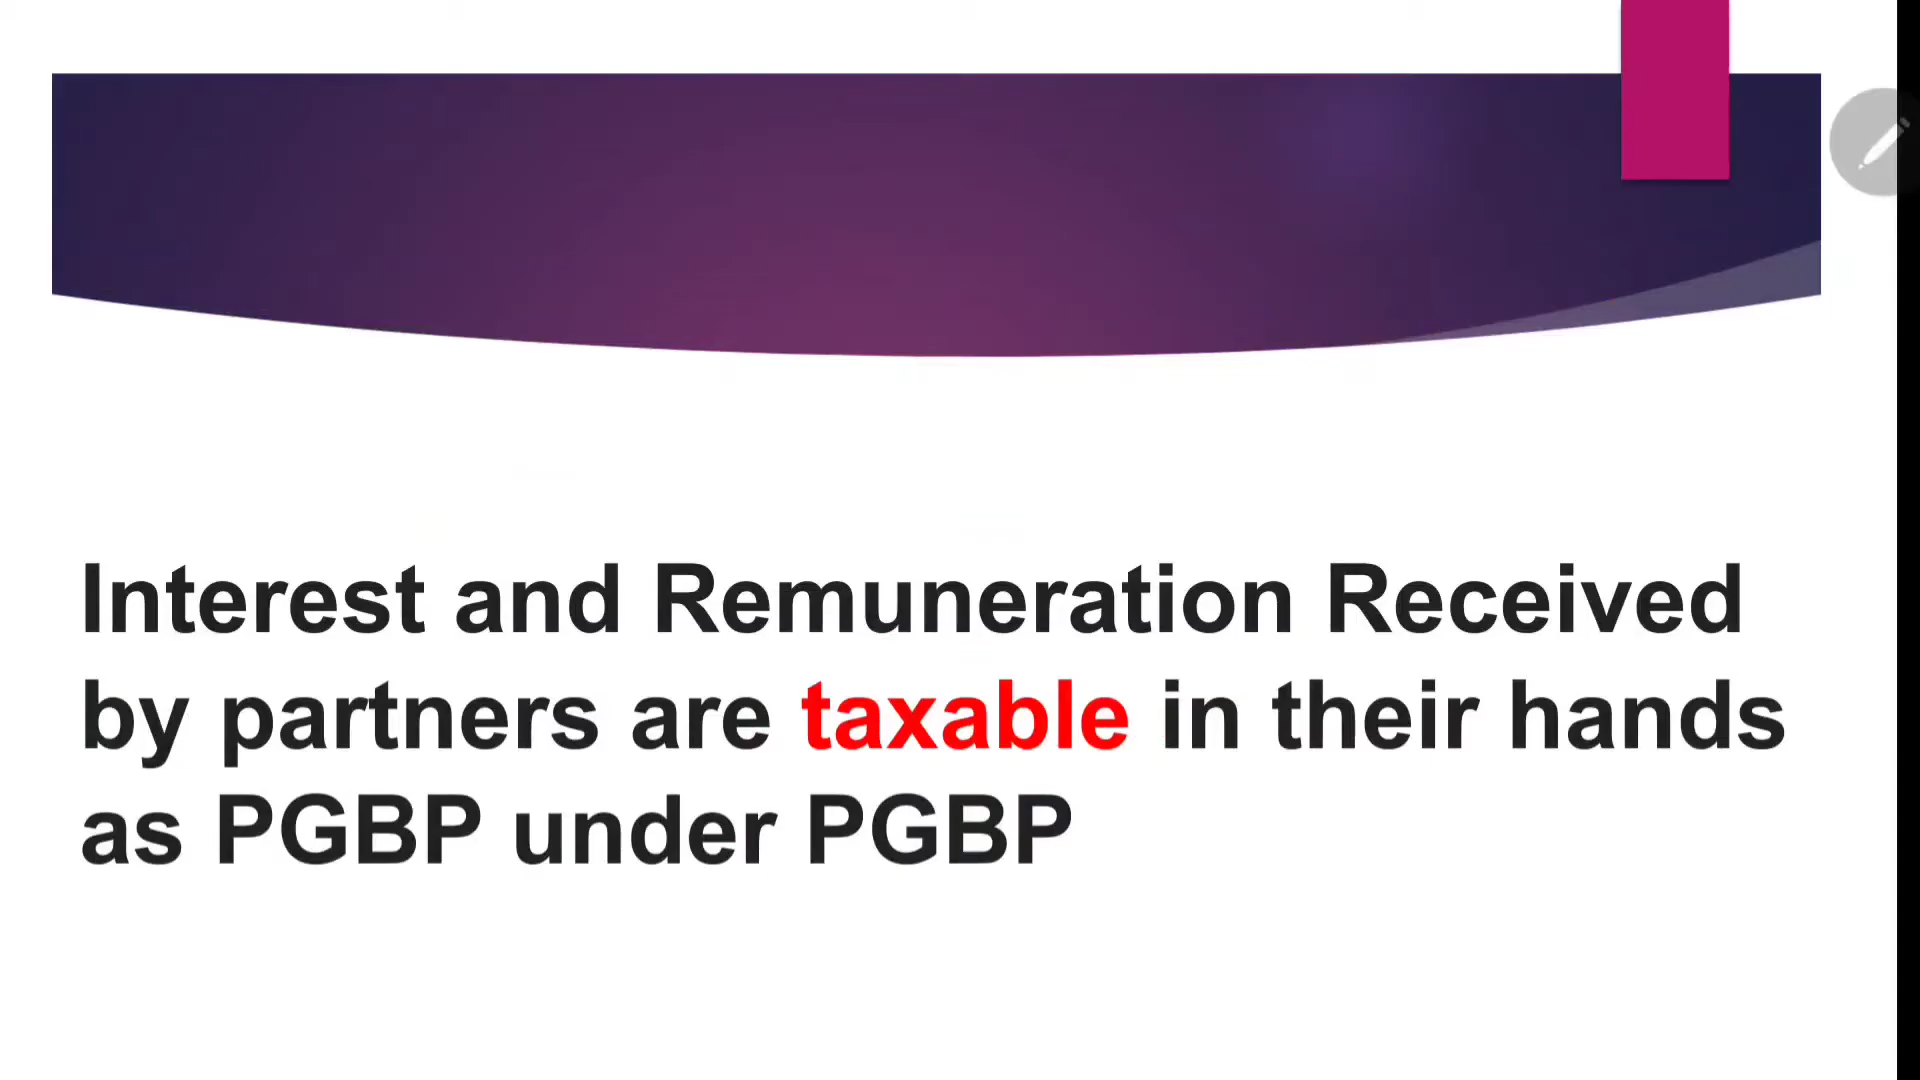 Interest and Remuneration Received
by partners are taxable in their hands
as PGBP under PGBP